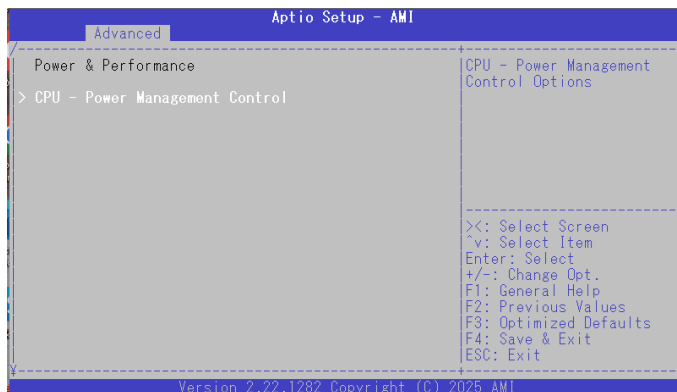 Aptio Setup - AMI
Advanced
Power & Performance
> CPU - Power Management Control
CPU - Power Management
Control Options
><: Select Screen
^v: Select Item
Enter: Select
+/-: Change Opt.
F1: General Help
F2: Previous Values
F3: Optimized Defaults
F4: Save & Exit
ESC: Exit
Version 2.22.1282 Copyright (C) 2025 AMI